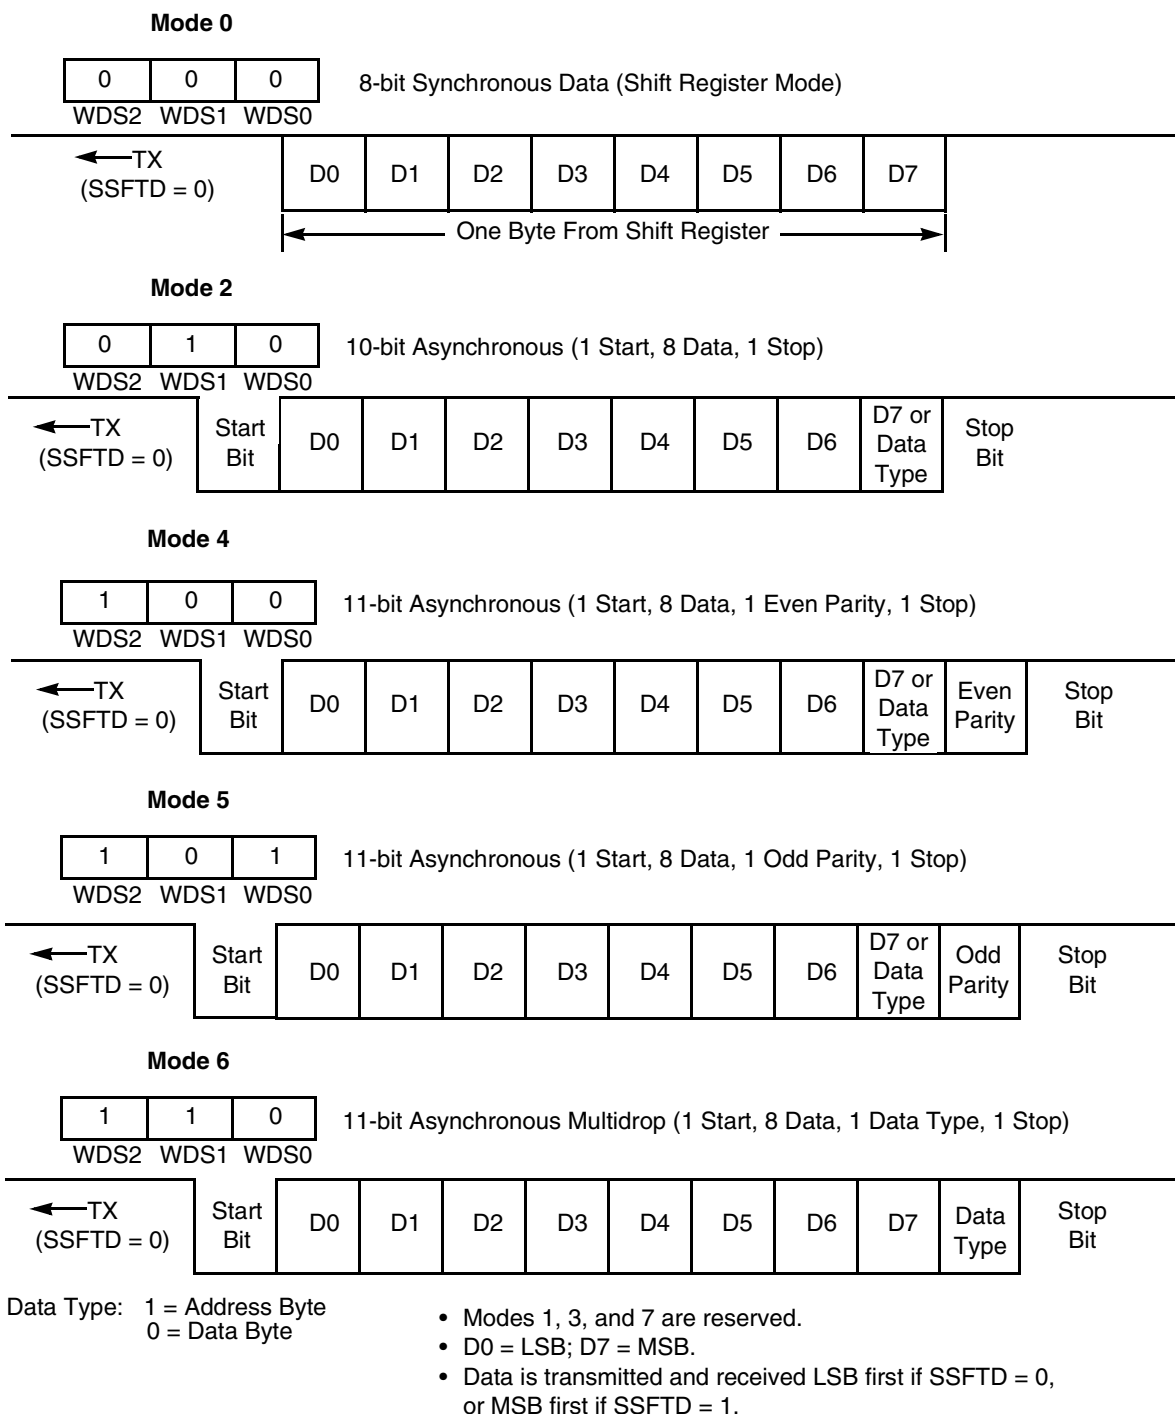 Mode 0
0 0 0 8-bit Synchronous Data (Shift Register Mode)
WDS2 WDS1 WDS0
TX
(SSFTD = 0)
D0 D1 D2 D3 D4 D5 D6 D7
One Byte From Shift Register
Mode 2
0 1 0 10-bit Asynchronous (1 Start, 8 Data, 1 Stop)
WDS2 WDS1 WDS0
TX
(SSFTD = 0)
Start
Bit
D0 D1 D2 D3 D4 D5 D6
D7 or
Data
Type
Stop
Bit
Mode 4
1 0 0 11-bit Asynchronous (1 Start, 8 Data, 1 Even Parity, 1 Stop)
WDS2 WDS1 WDS0
TX
(SSFTD = 0)
Start
Bit
D0 D1 D2 D3 D4 D5 D6
D7 or
Data
Type
Even
Parity
Stop
Bit
Mode 5
1 0 1 11-bit Asynchronous (1 Start, 8 Data, 1 Odd Parity, 1 Stop)
WDS2 WDS1 WDS0
TX
(SSFTD = 0)
Start
Bit
D0 D1 D2 D3 D4 D5 D6
D7 or
Data
Type
Odd
Parity
Stop
Bit
Mode 6
1 1 0 11-bit Asynchronous Multidrop (1 Start, 8 Data, 1 Data Type, 1 Stop)
WDS2 WDS1 WDS0
TX
(SSFTD = 0)
Start
Bit
D0 D1 D2 D3 D4 D5 D6 D7
Data
Type
Stop
Bit
Data Type: 1 = Address Byte
0 = Data Byte
• Modes 1, 3, and 7 are reserved.
• D0 = LSB; D7 = MSB.
• Data is transmitted and received LSB first if SSFTD = 0,
or MSB first if SSFTD = 1.